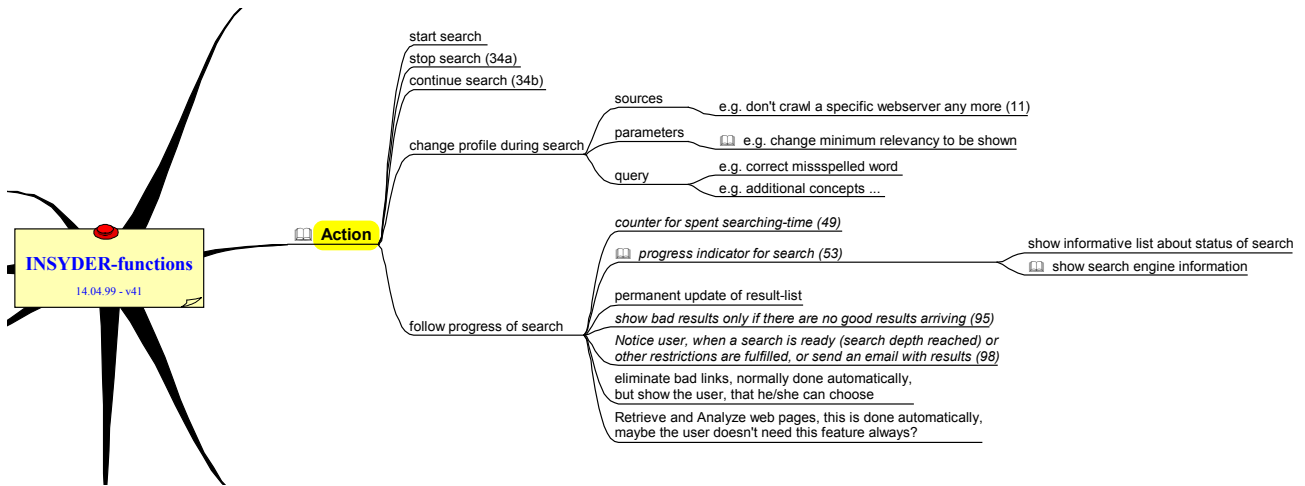 start search
stop search (34a)
continue search (34b)
change profile during search
sources
e.g. don't crawl a specific webserver any more (11)
parameters
e.g. change minimum relevancy to be shown
query
e.g. correct missspelled word
e.g. additional concepts ...
Action
INSYDER-functions
14.04.99 - v41
follow progress of search
counter for spent searching-time (49)
progress indicator for search (53)
show informative list about status of search
show search engine information
permanent update of result-list
show bad results only if there are no good results arriving (95)
Notice user, when a search is ready (search depth reached) or
other restrictions are fulfilled, or send an email with results (98)
eliminate bad links, normally done automatically,
but show the user, that he/she can choose
Retrieve and Analyze web pages, this is done automatically,
maybe the user doesn't need this feature always?